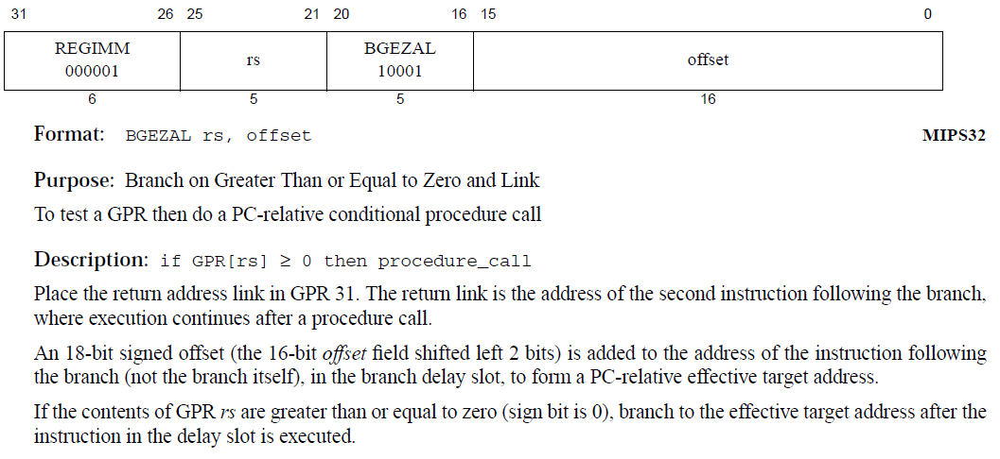 31 26 25 21 20 16 15 0
REGIMM BGEZAL
rs offset
000001 10001
6 5 5 16
Format: BGEZAL rs, offset MIPS32
Purpose: Branch on Greater Than or Equal to Zero and Link
To test a GPR then do a PC-relative conditional procedure call
Description: if GPR[rs] ≥ 0 then procedure_call
Place the return address link in GPR 31. The return link is the address of the second instruction following the branch,
where execution continues after a procedure call.
An 18-bit signed offset (the 16-bit offset field shifted left 2 bits) is added to the address of the instruction following
the branch (not the branch itself), in the branch delay slot, to form a PC-relative effective target address.
If the contents of GPR rs are greater than or equal to zero (sign bit is 0), branch to the effective target address after the
instruction in the delay slot is executed.